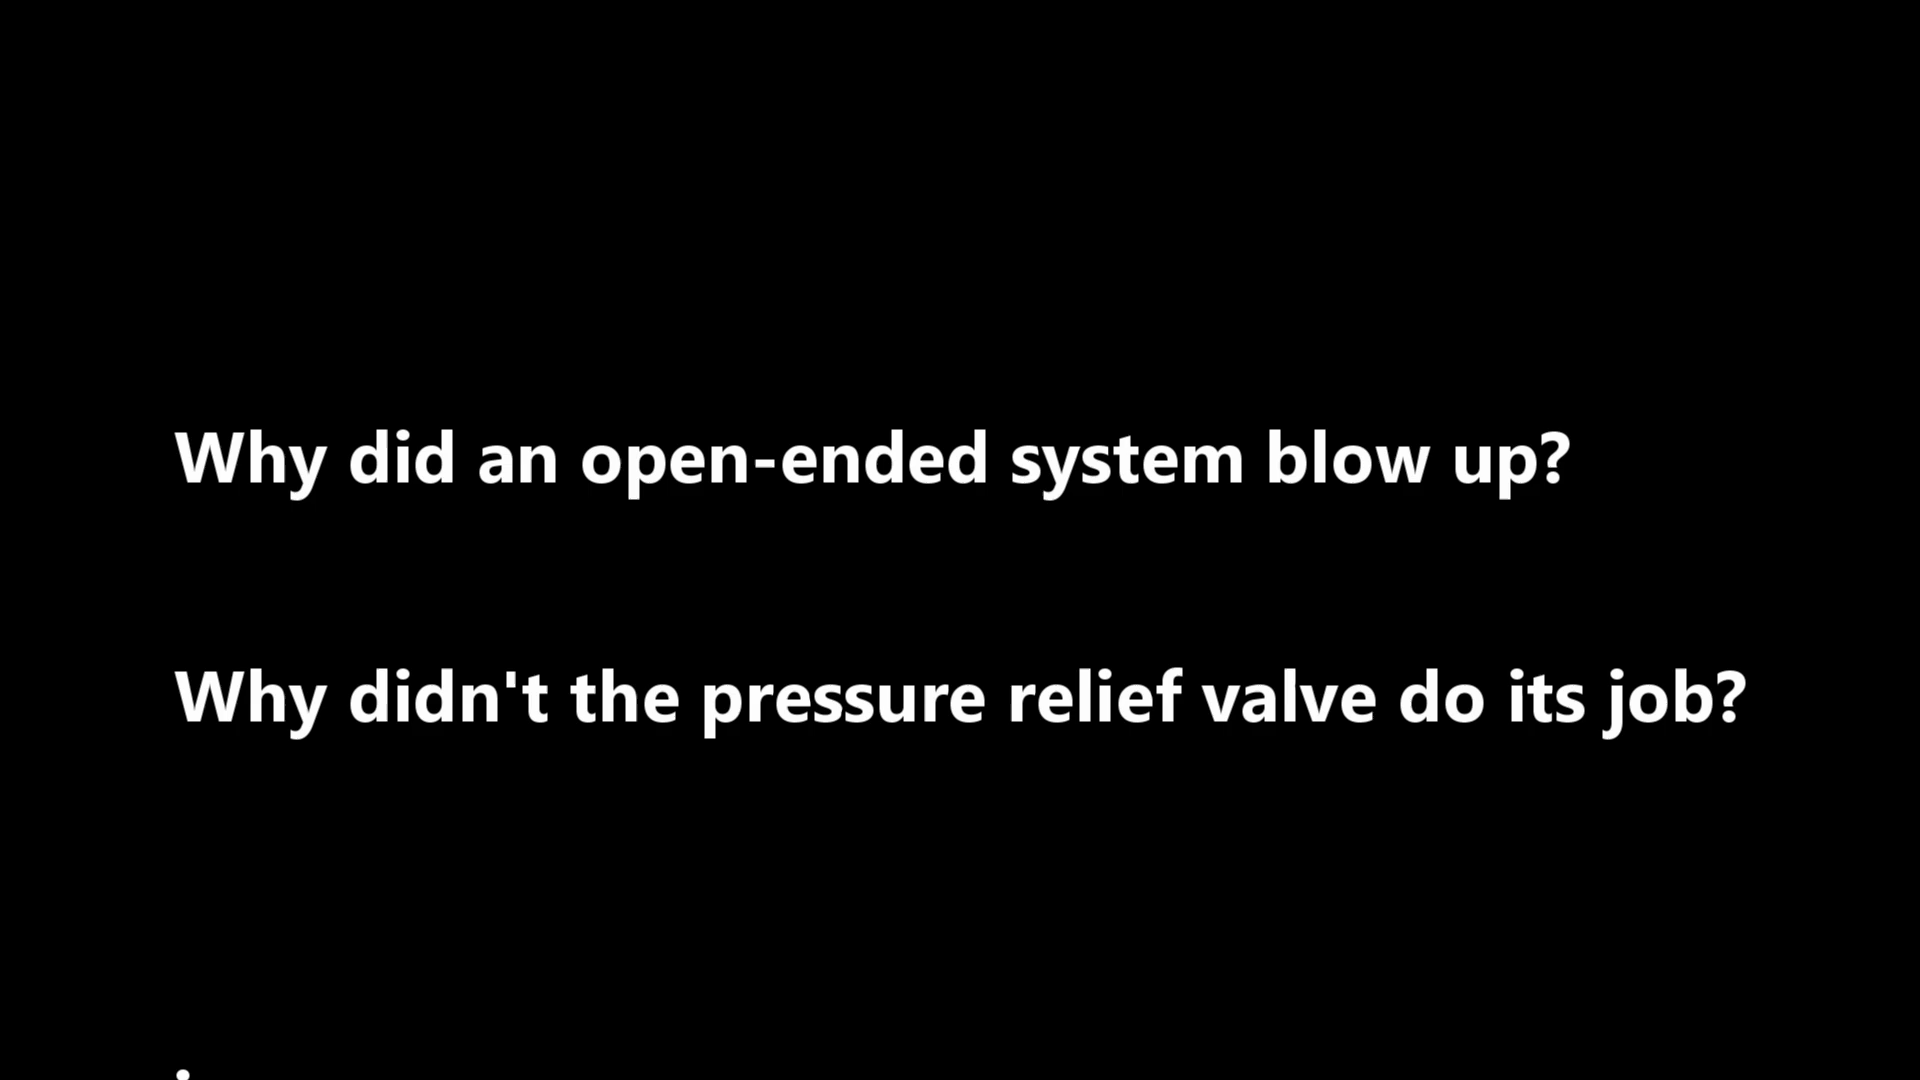 Why did an open-ended system blow up?
Why didn't the pressure relief valve do its job?